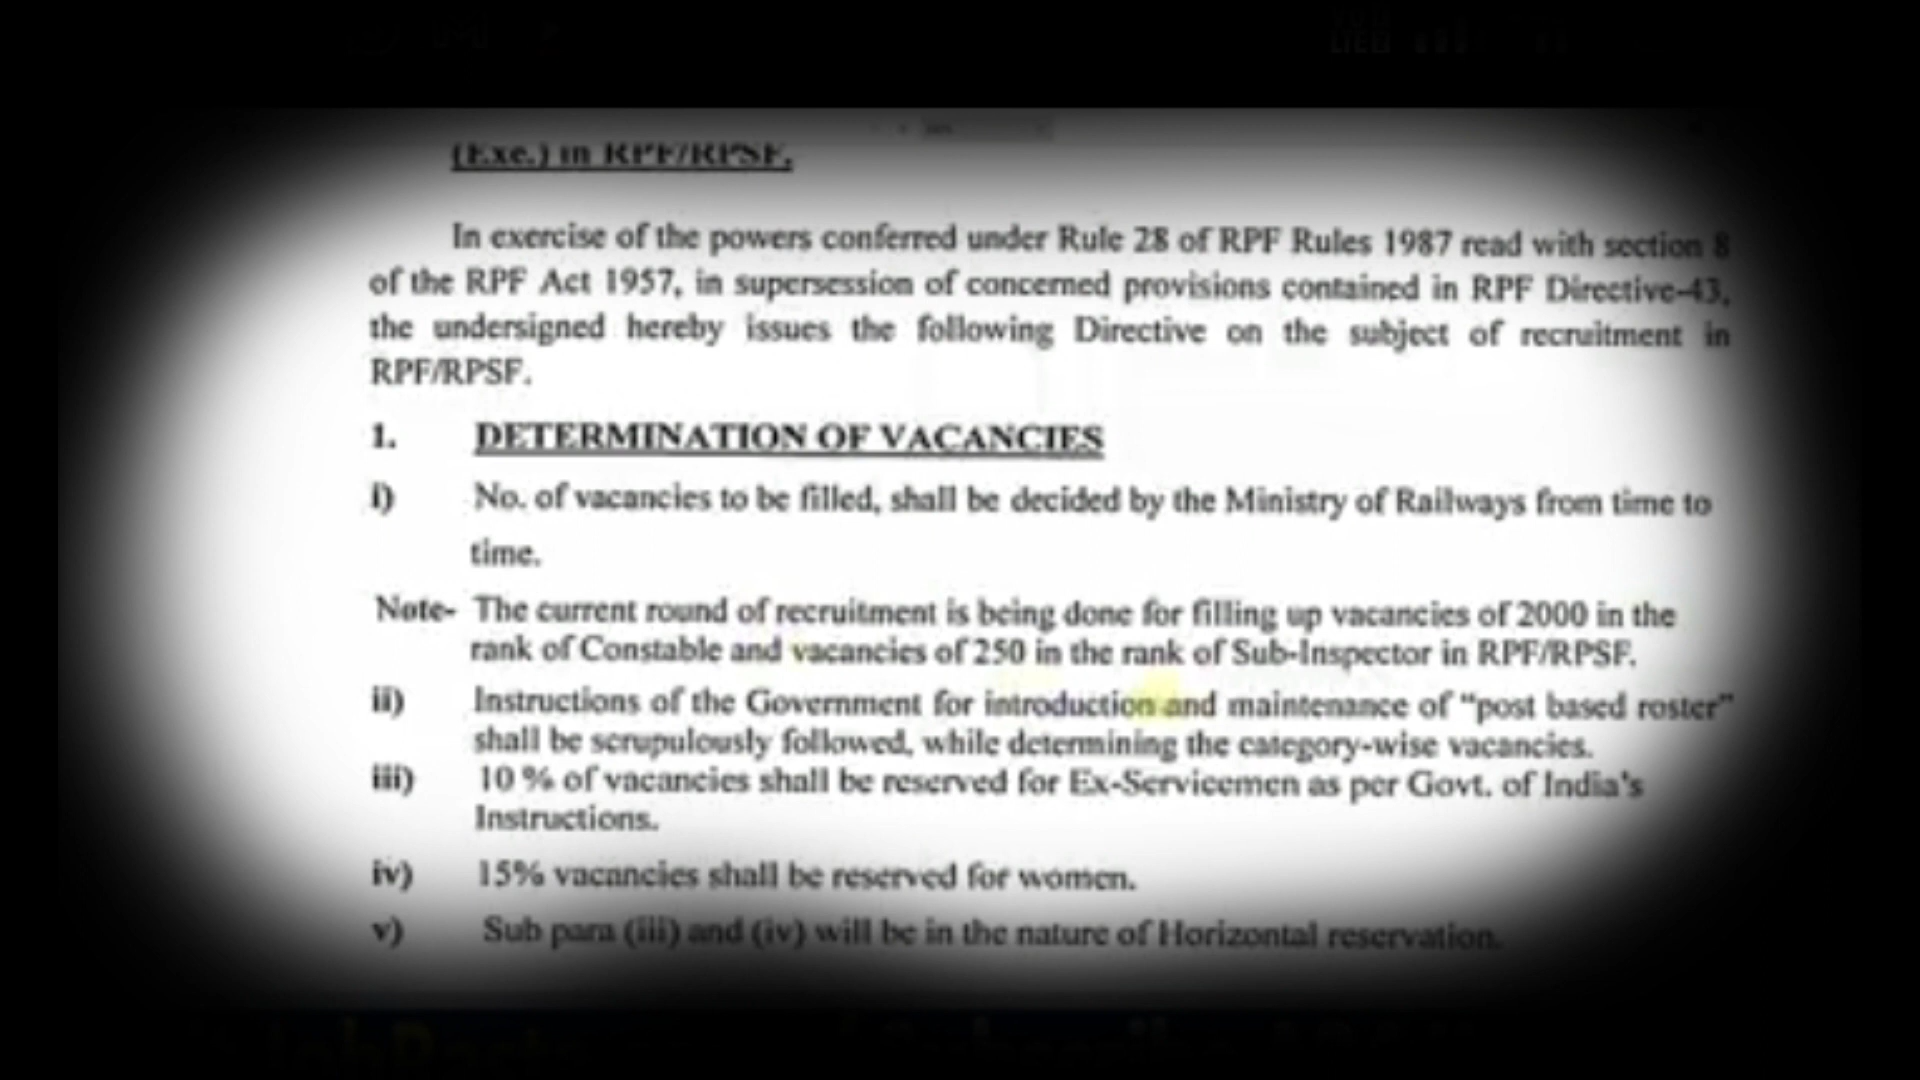 (Exe.) in RPF/RPSF.
In exercise of the powers conferred under Rule 28 of RPF Rules 1987 read with section 8
of the RPF Act 1957, in supersession of concerned provisions contained in RPF Directive-43,
the undersigned hereby issues the following Directive on the subject of recruitment in
RPF/RPSF.
1. DETERMINATION OF VACANCIES
i) No. of vacancies to be filled, shall be decided by the Ministry of Railways from time to
time.
Note- The current round of recruitment is being done for filling up vacancies of 2000 in the
rank of Constable and vacancies of 250 in the rank of Sub-Inspector in RPF/RPSF.
ii) Instructions of the Government for introduction and maintenance of “post based roster”
shall be scrupulously followed, while determining the category-wise vacancies.
iii) 10 % of vacancies shall be reserved for Ex-Servicemen as per Govt. of India's
Instructions.
iv) 15% vacancies shall be reserved for women.
v) Sub para (iii) and (iv) will be in the nature of Horizontal reservation.